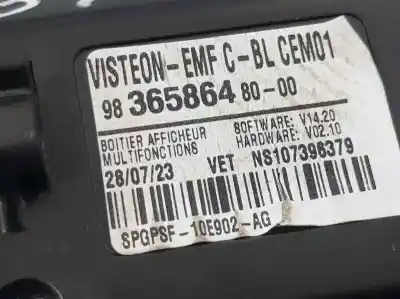 VISTEON-EMF C-BL CEM01
98 365864 80-00
BOITIER AFFICHEUR SOFTWARE: V14.20
MULTIFONCTIONS HARDWARE: V02.10
28/07/23 VET NS107396379
SPGPSF-10E902-AG